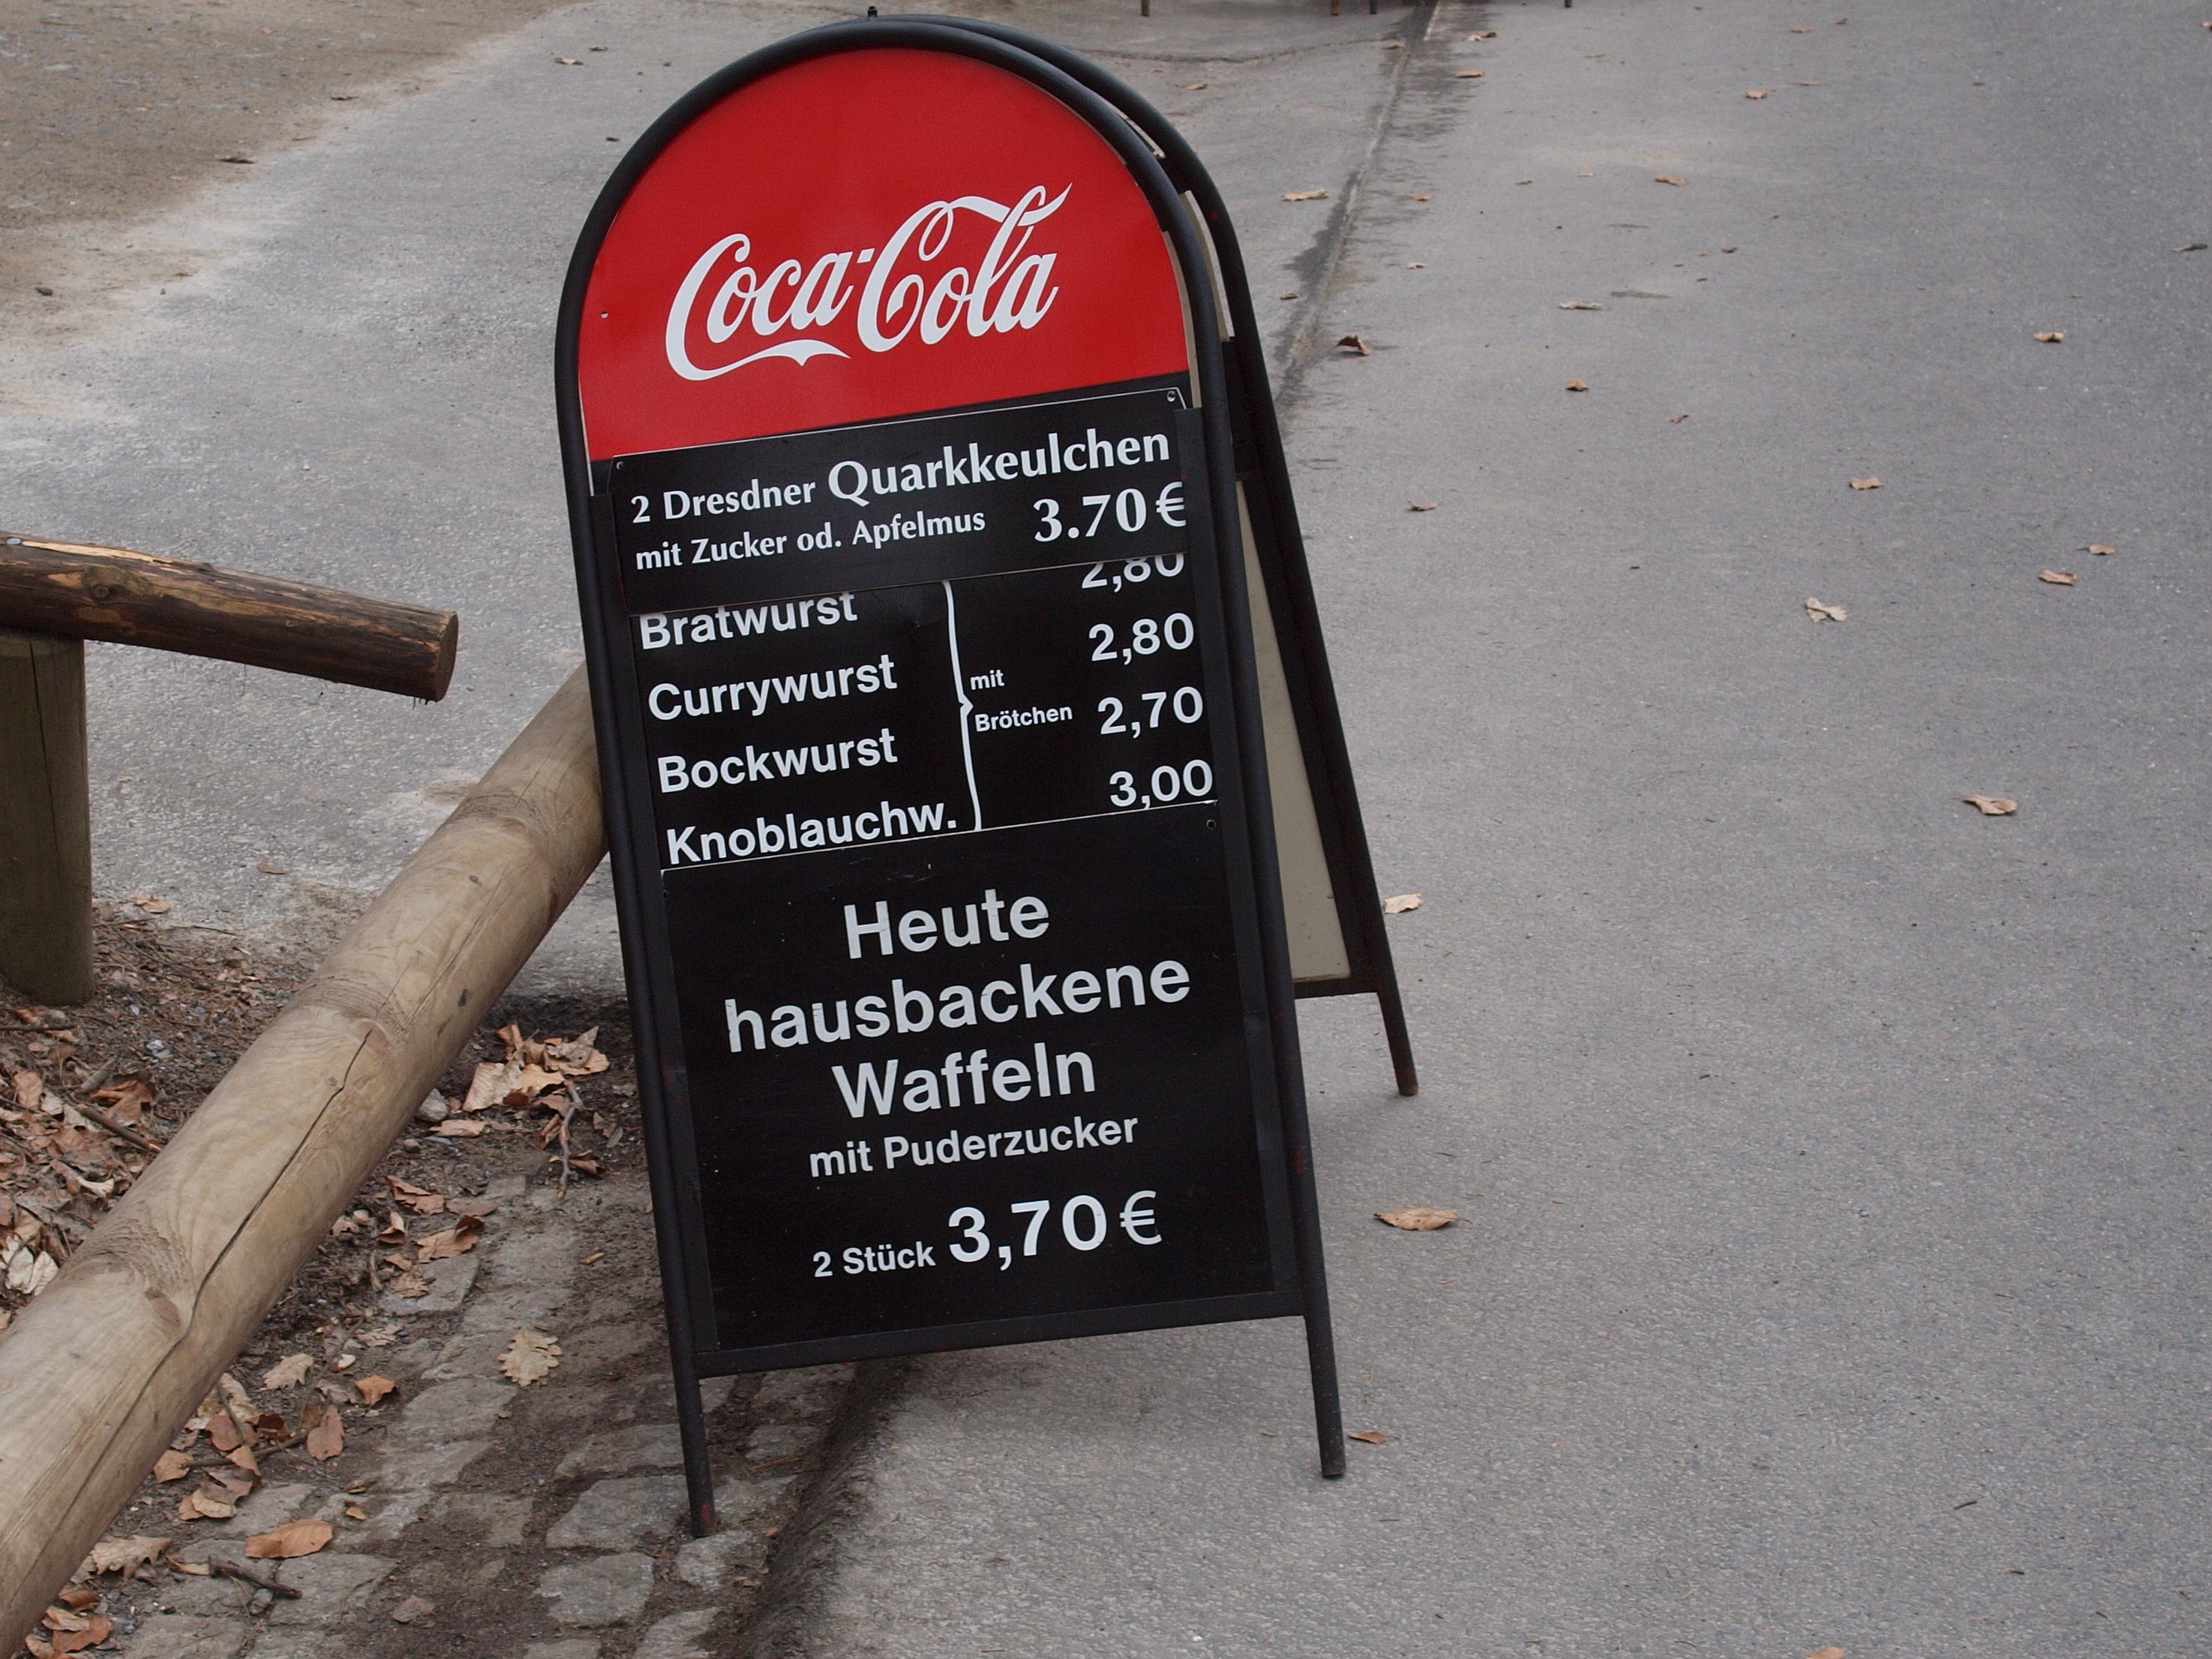 Coca-Cola
2 Dresdner Quarkkeulchen
mit Zucker od. Apfelmus 3.70€
Bratwurst 2,80
Currywurst 2,80
mit
Brötchen
Bockwurst 2,70
Knoblauchw. 3,00
Heute
hausbackene
Waffeln
mit Puderzucker
2 Stück 3,70€